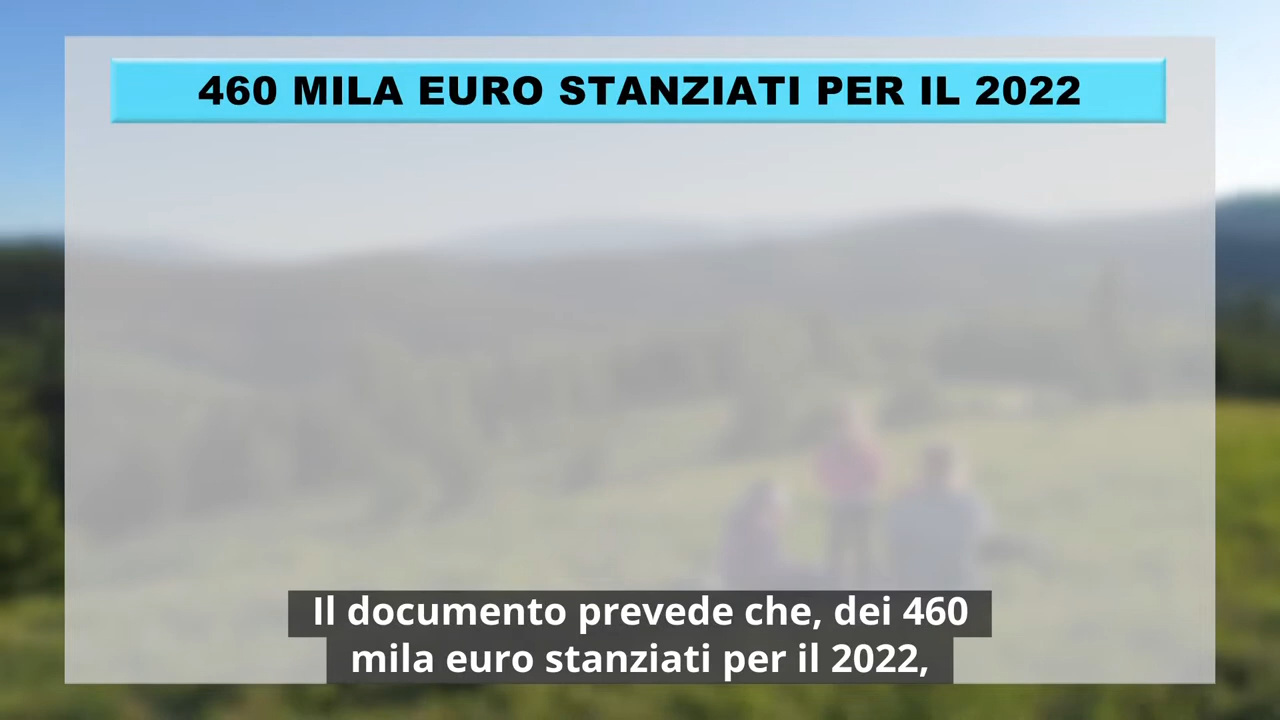 460 MILA EURO STANZIATI PER IL 2022
Il documento prevede che, dei 460
mila euro stanziati per il 2022,